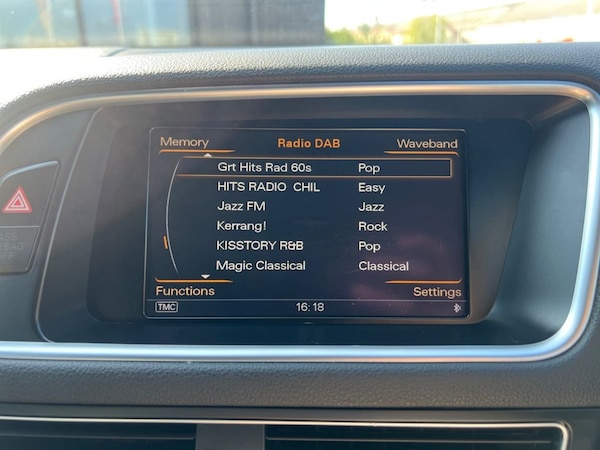 Memory Radio DAB Waveband
Grt Hits Rad 60s Pop
HITS RADIO CHIL Easy
Jazz FM Jazz
Kerrang! Rock
KISSTORY R&B Pop
Magic Classical Classical
Functions Settings
TMC 16:18